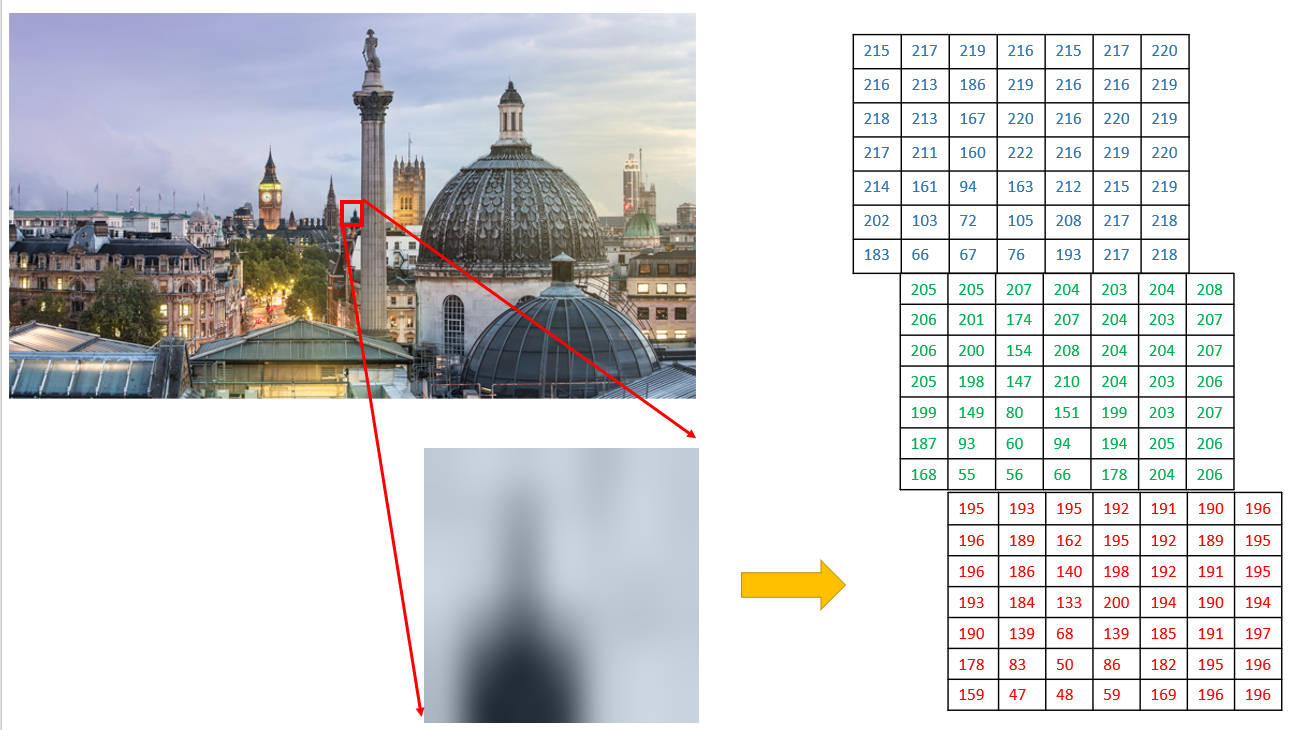 215 217 219 216 215 217 220
216 213 186 219 216 216 219
218 213 167 220 216 220 219
217 211 160 222 216 219 220
214 161 94 163 212 215 219
202 103 72 105 208 217 218
183 66 67 76 193 217 218
205 205 207 204 203 204 208
206 201 174 207 204 203 207
206 200 154 208 204 204 207
205 198 147 210 204 203 206
199 149 80 151 199 203 207
187 93 60 94 194 205 206
168 55 56 66 178 204 206
195 193 195 192 191 190 196
196 189 162 195 192 189 195
196 186 140 198 192 191 195
193 184 133 200 194 190 194
190 139 68 139 185 191 197
178 83 50 86 182 195 196
159 47 48 59 169 196 196